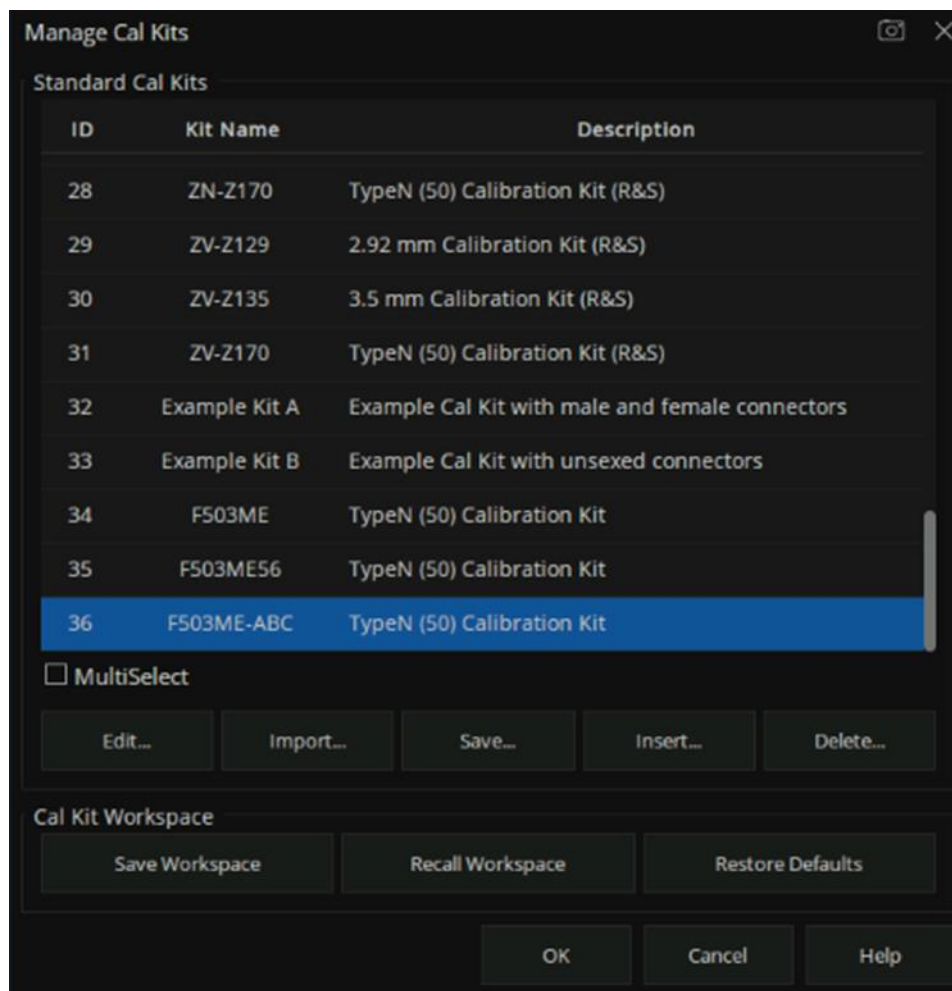 Manage Cal Kits
Standard Cal Kits
ID Kit Name Description
28 ZN-Z170 TypeN (50) Calibration Kit (R&S)
29 ZV-Z129 2.92 mm Calibration Kit (R&S)
30 ZV-Z135 3.5 mm Calibration Kit (R&S)
31 ZV-Z170 TypeN (50) Calibration Kit (R&S)
32 Example Kit A Example Cal Kit with male and female connectors
33 Example Kit B Example Cal Kit with unsexed connectors
34 F503ME TypeN (50) Calibration Kit
35 F503ME56 TypeN (50) Calibration Kit
36 F503ME-ABC TypeN (50) Calibration Kit
MultiSelect
Edit... Import... Save... Insert... Delete...
Cal Kit Workspace
Save Workspace Recall Workspace Restore Defaults
OK Cancel Help